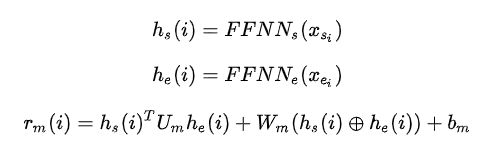 h_s(i) = FFNN_s(x_{s_i})
h_e(i) = FFNN_e(x_{e_i})
r_m(i) = h_s(i)^T U_m h_e(i) + W_m(h_s(i) ⊕ h_e(i)) + b_m